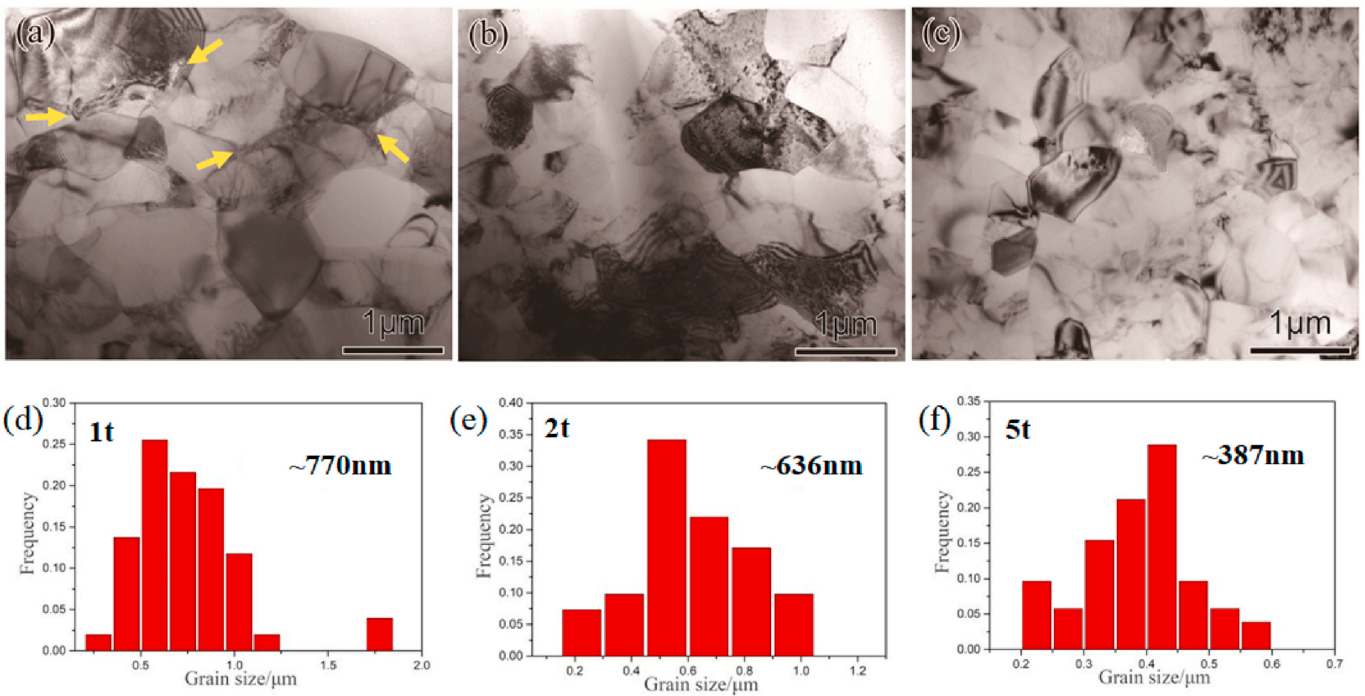 (a)
(b)
(c)
1μm
1μm
1μm
(d)
1t
~770nm
0.30
0.25
0.20
0.15
0.10
0.05
0.00
Frequency
0.5
1.0
1.5
2.0
Grain size/μm
(e)
2t
~636nm
0.40
0.35
0.30
0.25
0.20
0.15
0.10
0.05
0.00
Frequency
0.2
0.4
0.6
0.8
1.0
1.2
Grain size/μm
(f)
5t
~387nm
0.35
0.30
0.25
0.20
0.15
0.10
0.05
0.00
Frequency
0.2
0.3
0.4
0.5
0.6
0.7
Grain size/μm